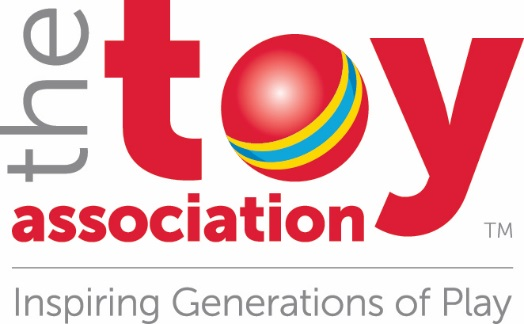 the
toy
association
TM
Inspiring Generations of Play